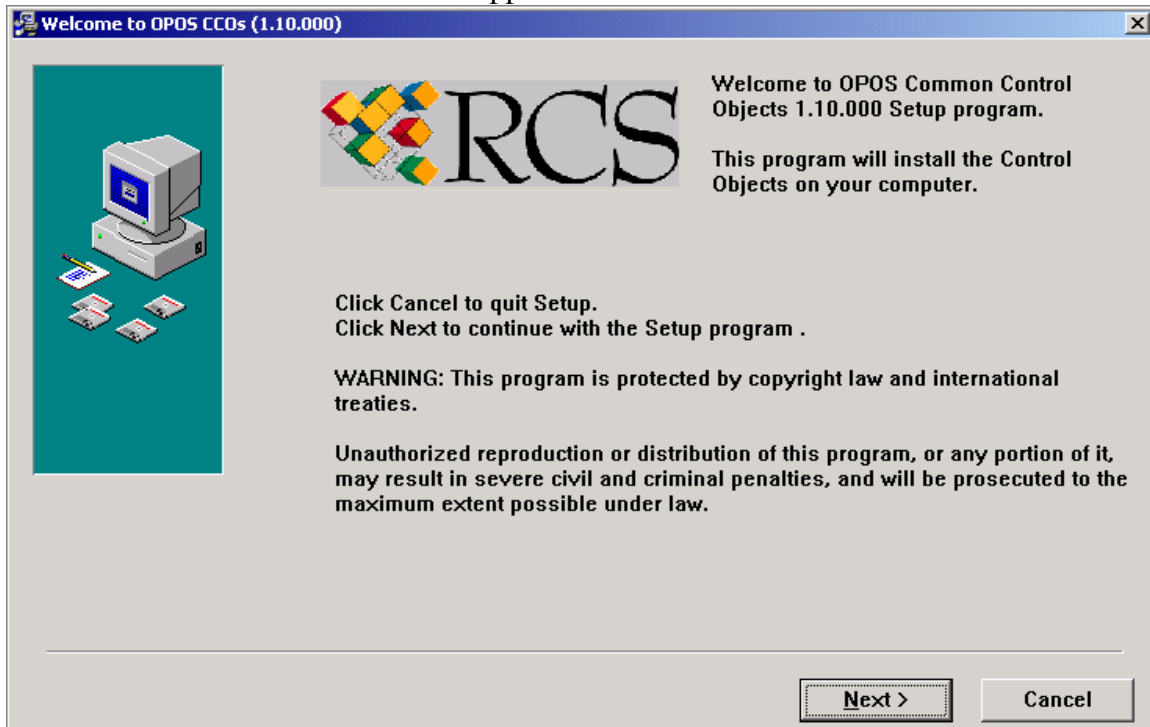 Welcome to OPOS CCOs (1.10.000)
RCS
Welcome to OPOS Common Control
Objects 1.10.000 Setup program.
This program will install the Control
Objects on your computer.
Click Cancel to quit Setup.
Click Next to continue with the Setup program .
WARNING: This program is protected by copyright law and international
treaties.
Unauthorized reproduction or distribution of this program, or any portion of it,
may result in severe civil and criminal penalties, and will be prosecuted to the
maximum extent possible under law.
Next >
Cancel